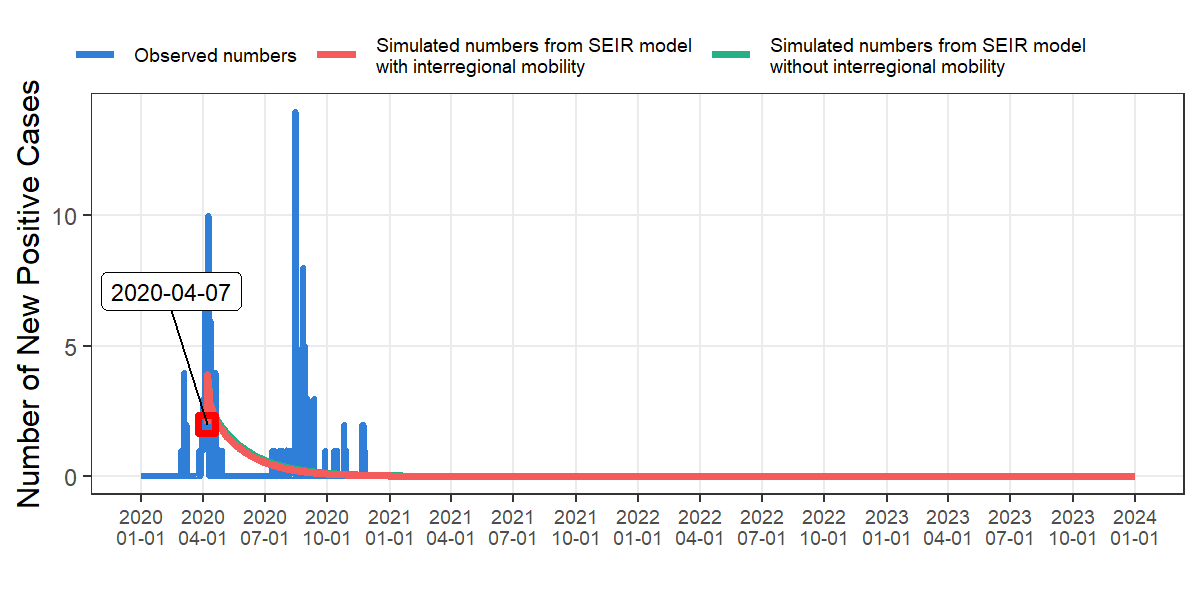 Observed numbers
Simulated numbers from SEIR model
with interregional mobility
Simulated numbers from SEIR model
without interregional mobility
Number of New Positive Cases
10
5
0
2020-04-07
2020 2020 2020 2020 2021 2021 2021 2021 2022 2022 2022 2022 2023 2023 2023 2023 2024
01-01 04-01 07-01 10-01 01-01 04-01 07-01 10-01 01-01 04-01 07-01 10-01 01-01 04-01 07-01 10-01 01-01